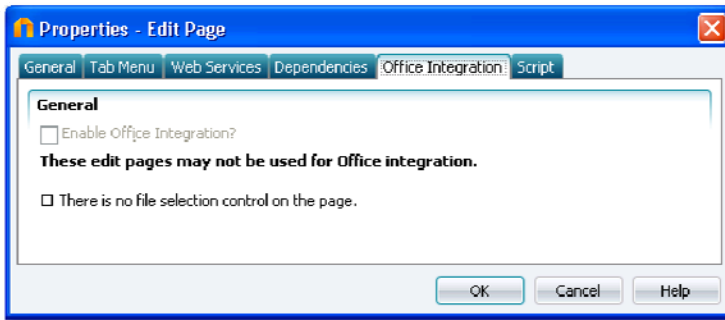 Properties - Edit Page
General Tab Menu Web Services Dependencies Office Integration Script
General
Enable Office Integration?
These edit pages may not be used for Office integration.
There is no file selection control on the page.
OK Cancel Help